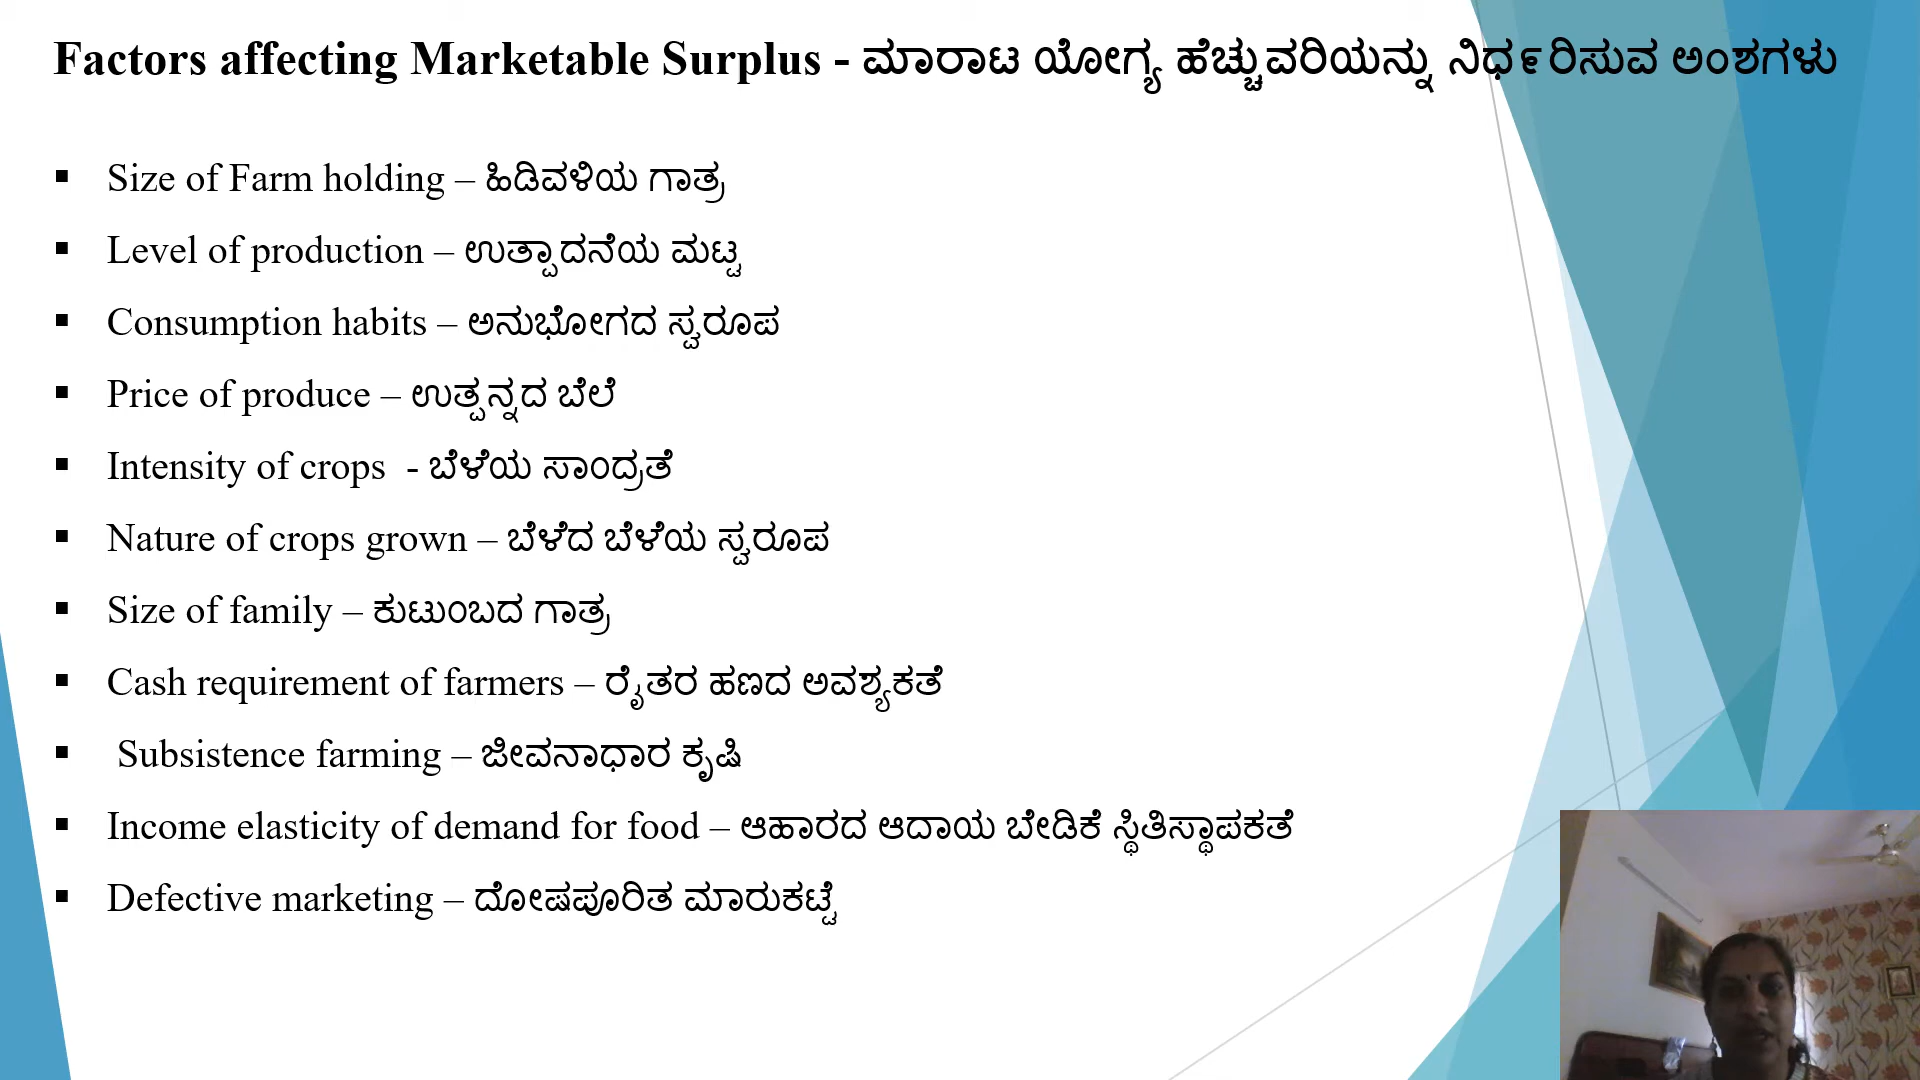 Factors affecting Marketable Surplus - ಮಾರಾಟ ಯೋಗ್ಯ ಹೆಚ್ಚುವರಿಯನ್ನು ನಿಧ೯ರಿಸುವ ಅಂಶಗಳು
▪ Size of Farm holding – ಹಿಡಿವಳಿಯ ಗಾತ್ರ
▪ Level of production – ಉತ್ಪಾದನೆಯ ಮಟ್ಟ
▪ Consumption habits – ಅನುಭೋಗದ ಸ್ವರೂಪ
▪ Price of produce – ಉತ್ಪನ್ನದ ಬೆಲೆ
▪ Intensity of crops - ಬೆಳೆಯ ಸಾಂದ್ರತೆ
▪ Nature of crops grown – ಬೆಳೆದ ಬೆಳೆಯ ಸ್ವರೂಪ
▪ Size of family – ಕುಟುಂಬದ ಗಾತ್ರ
▪ Cash requirement of farmers – ರೈತರ ಹಣದ ಅವಶ್ಯಕತೆ
▪ Subsistence farming – ಜೀವನಾಧಾರ ಕೃಷಿ
▪ Income elasticity of demand for food – ಆಹಾರದ ಆದಾಯ ಬೇಡಿಕೆ ಸ್ಥಿತಿಸ್ಥಾಪಕತೆ
▪ Defective marketing – ದೋಷಪೂರಿತ ಮಾರುಕಟ್ಟೆ